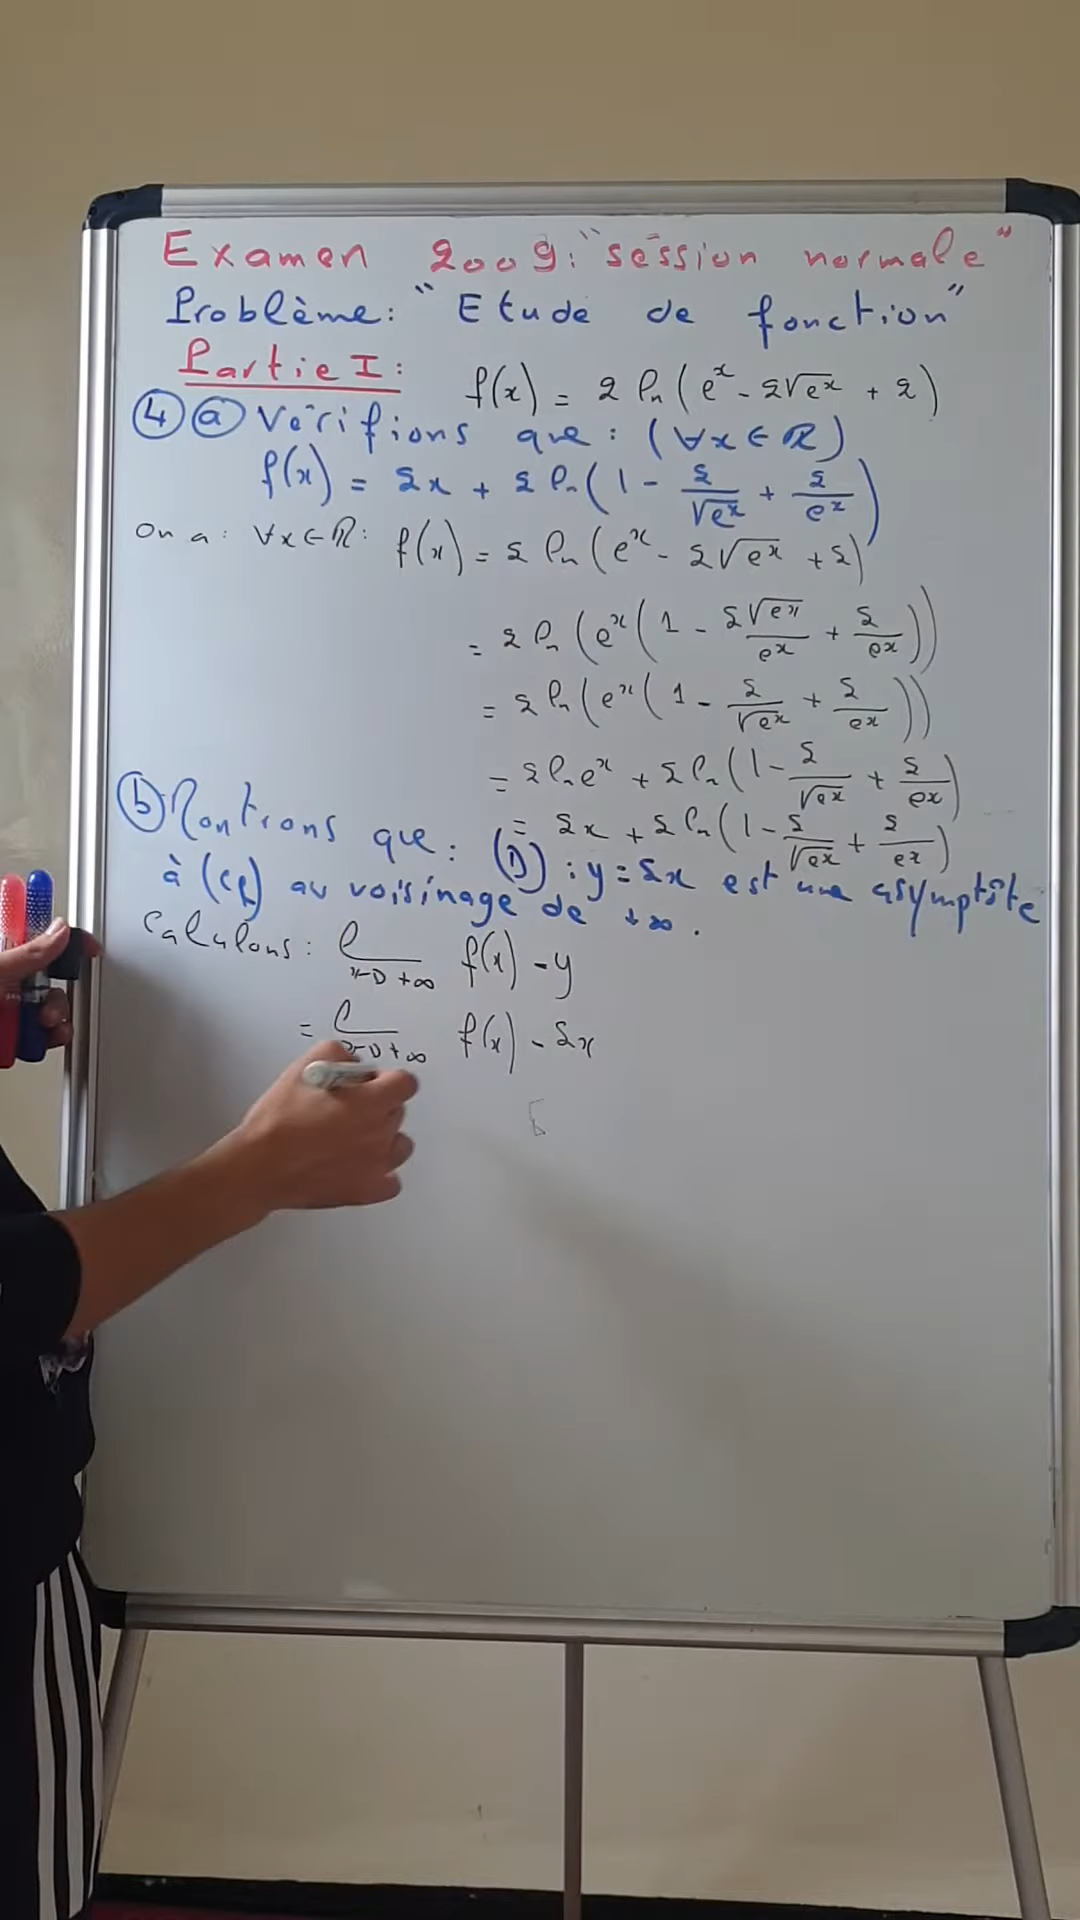 Examen 2009: "session normale"
Problème: "Etude de fonction"
Partie I:
f(x) = 2 ln(e^x - 2√e^x + 2)
4 a Vérifions que: (∀x∈ℝ)
f(x) = 2x + 2 ln(1 - 2/√e^x + 2/e^x)
On a: ∀x∈ℝ: f(x) = 2 ln(e^x - 2√e^x + 2)
= 2 ln(e^x(1 - 2√e^x/e^x + 2/e^x))
= 2 ln(e^x(1 - 2/√e^x + 2/e^x))
= 2 ln e^x + 2 ln(1 - 2/√e^x + 2/e^x)
= 2x + 2 ln(1 - 2/√e^x + 2/e^x)
b Montrons que: (D): y = 2x est une asymptôte
à (Cf) au voisinage de +∞.
Calculons: l x→+∞ f(x) - y
= l x→+∞ f(x) - 2x